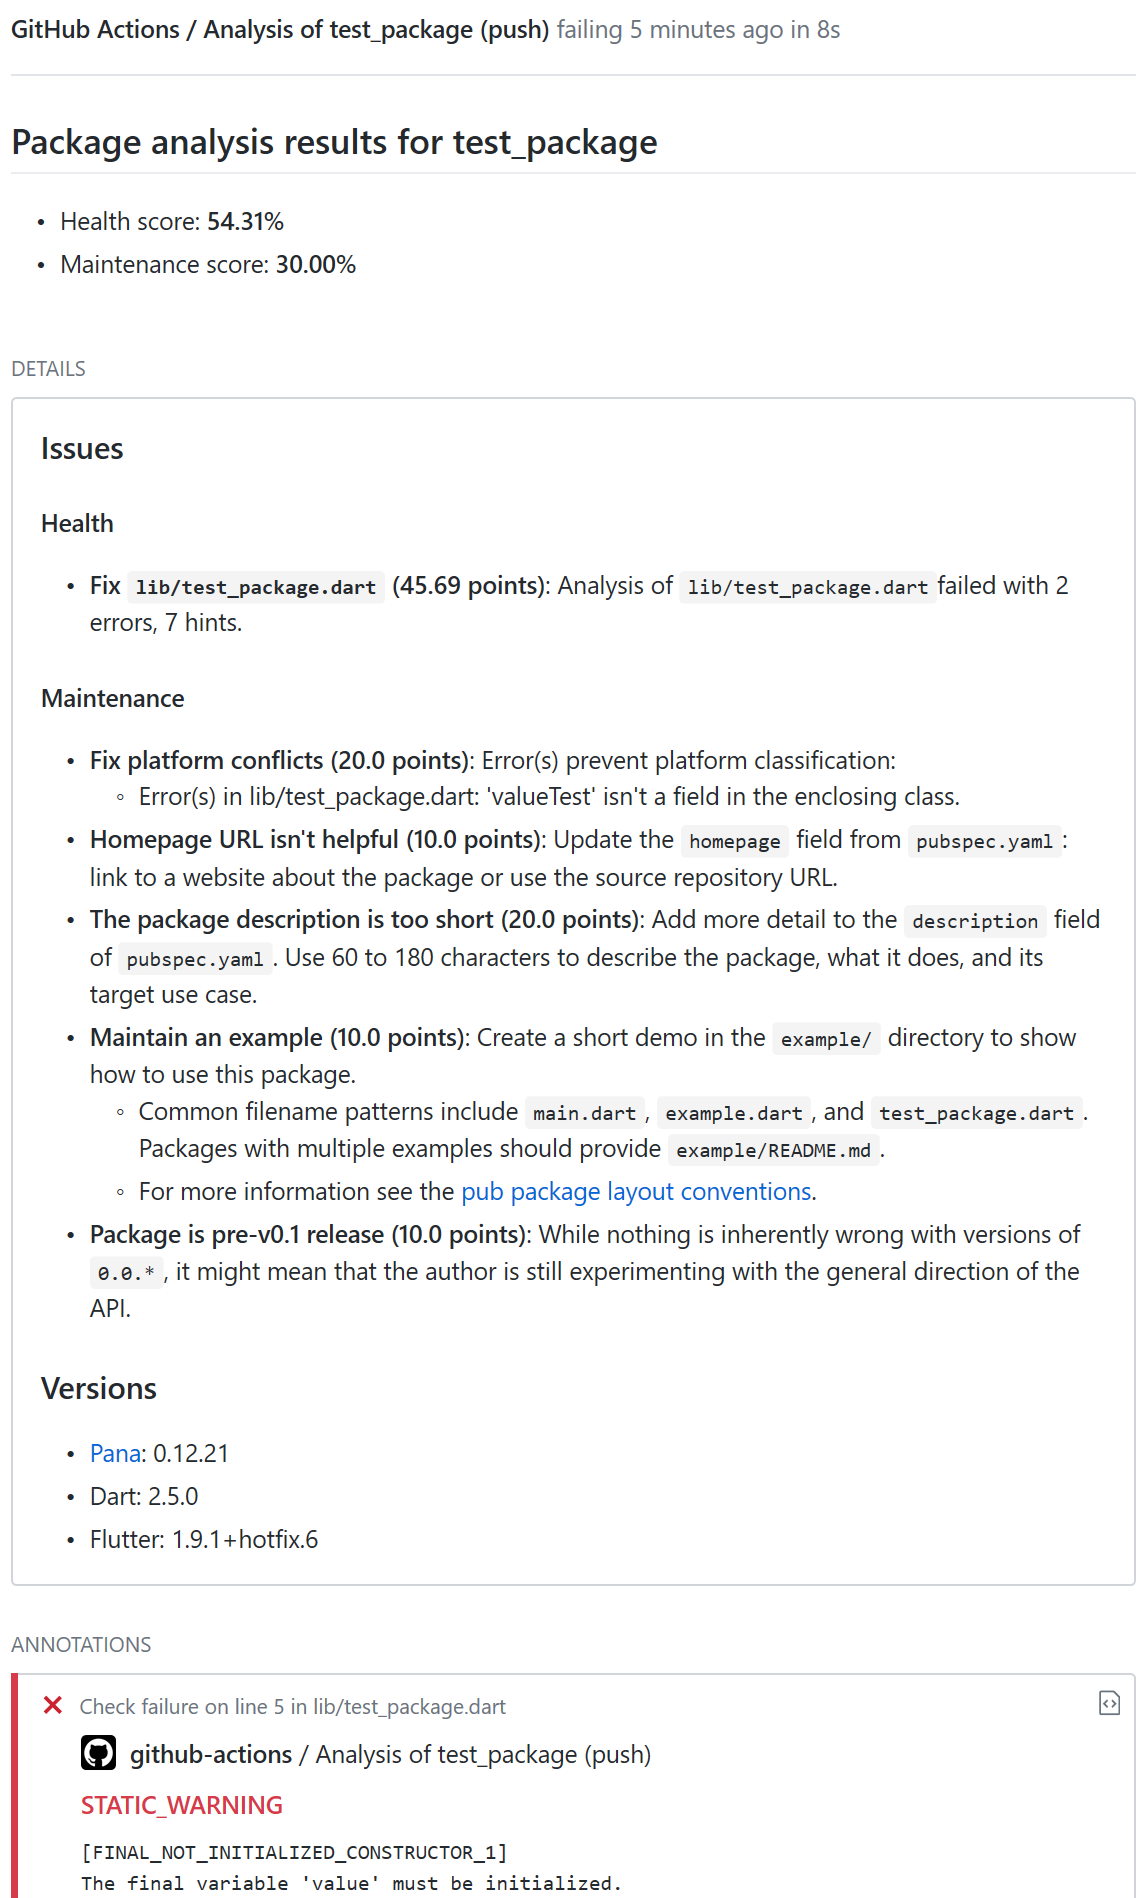 GitHub Actions / Analysis of test_package (push) failing 5 minutes ago in 8s
Package analysis results for test_package
• Health score: 54.31%
• Maintenance score: 30.00%
DETAILS
Issues
Health
• Fix lib/test_package.dart (45.69 points): Analysis of lib/test_package.dart failed with 2
errors, 7 hints.
Maintenance
• Fix platform conflicts (20.0 points): Error(s) prevent platform classification:
◦ Error(s) in lib/test_package.dart: 'valueTest' isn't a field in the enclosing class.
• Homepage URL isn't helpful (10.0 points): Update the homepage field from pubspec.yaml :
link to a website about the package or use the source repository URL.
• The package description is too short (20.0 points): Add more detail to the description field
of pubspec.yaml . Use 60 to 180 characters to describe the package, what it does, and its
target use case.
• Maintain an example (10.0 points): Create a short demo in the example/ directory to show
how to use this package.
◦ Common filename patterns include main.dart , example.dart , and test_package.dart .
Packages with multiple examples should provide example/README.md .
◦ For more information see the pub package layout conventions.
• Package is pre-v0.1 release (10.0 points): While nothing is inherently wrong with versions of
0.0.* , it might mean that the author is still experimenting with the general direction of the
API.
Versions
• Pana: 0.12.21
• Dart: 2.5.0
• Flutter: 1.9.1+hotfix.6
ANNOTATIONS
Check failure on line 5 in lib/test_package.dart
github-actions / Analysis of test_package (push)
STATIC_WARNING
[FINAL_NOT_INITIALIZED_CONSTRUCTOR_1]
The final variable 'value' must be initialized.